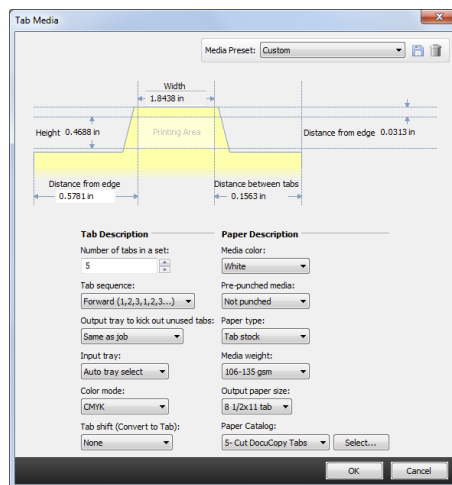 Tab Media
Media Preset: Custom
Width
1.8438 in
Height 0.4688 in
Printing Area
Distance from edge 0.0313 in
Distance from edge
0.5781 in
Distance between tabs
0.1563 in
Tab Description
Paper Description
Number of tabs in a set:
Media color:
5
White
Tab sequence:
Pre-punched media:
Forward (1,2,3,1,2,3...)
Not punched
Output tray to kick out unused tabs:
Paper type:
Same as job
Tab stock
Input tray:
Media weight:
Auto tray select
106-135 gsm
Color mode:
Output paper size:
CMYK
8 1/2x11 tab
Tab shift (Convert to Tab):
Paper Catalog:
None
5- Cut DocuCopy Tabs
Select...
OK
Cancel